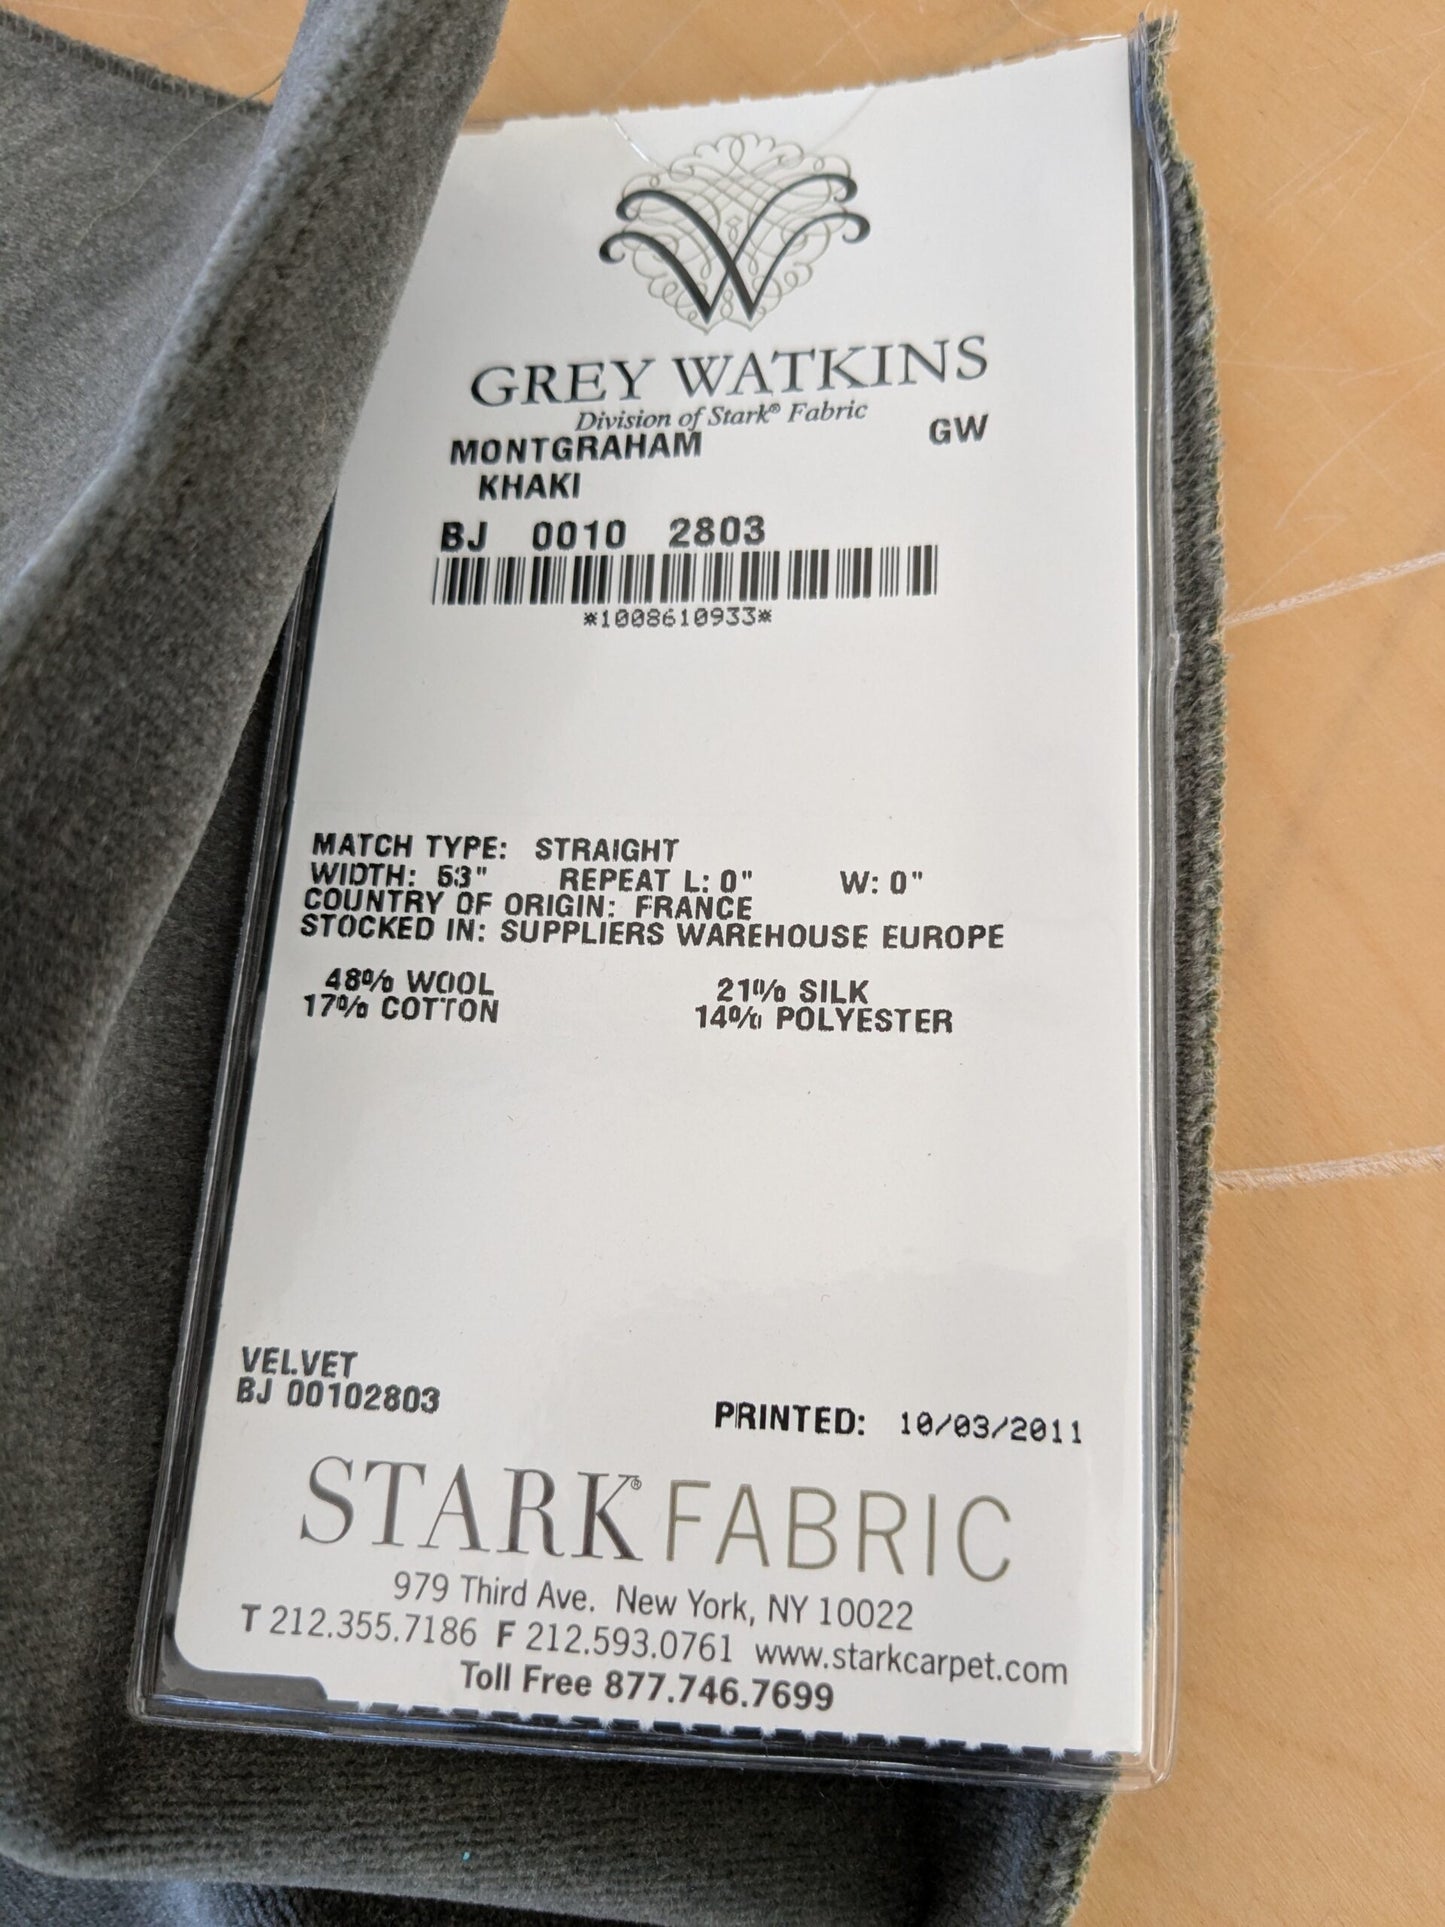 W
GREY WATKINS
Division of Stark® Fabric
MONTGRAHAM GW
KHAKI
BJ 0010 2803
*1008610933*
MATCH TYPE: STRAIGHT
WIDTH: 53" REPEAT L: 0" W: 0"
COUNTRY OF ORIGIN: FRANCE
STOCKED IN: SUPPLIERS WAREHOUSE EUROPE
48% WOOL 21% SILK
17% COTTON 14% POLYESTER
VELVET
BJ 00102803
PRINTED: 10/03/2011
STARK® FABRIC
979 Third Ave. New York, NY 10022
T 212.355.7186 F 212.593.0761 www.starkcarpet.com
Toll Free 877.746.7699